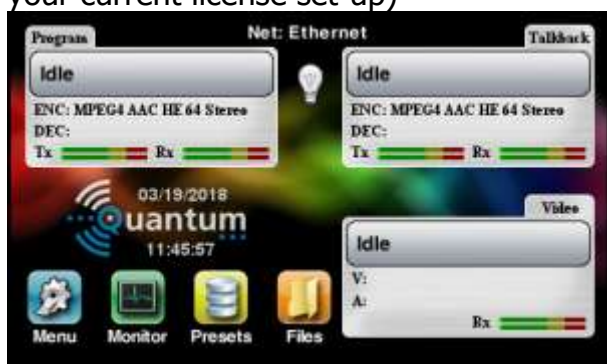 your current license set up)
Net: Ethernet
Program
Idle
ENC: MPEG4 AAC HE 64 Stereo
DEC:
Tx Rx
Talkback
Idle
ENC: MPEG4 AAC HE 64 Stereo
DEC:
Tx Rx
03/19/2018
Quantum
11:45:57
Video
Idle
V:
A:
Rx
Menu Monitor Presets Files